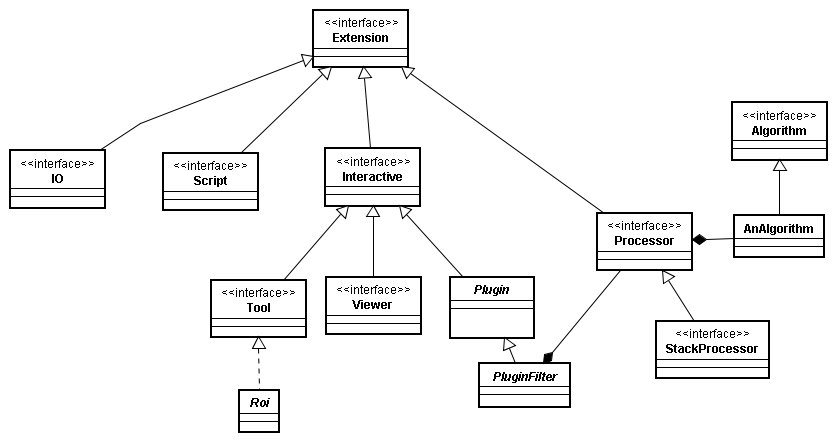 <<interface>>
Extension
<<interface>>
Algorithm
<<interface>>
IO
<<interface>>
Script
<<interface>>
Interactive
<<interface>>
Processor
AnAlgorithm
<<interface>>
Tool
<<interface>>
Viewer
Plugin
<<interface>>
StackProcessor
PluginFilter
Roi